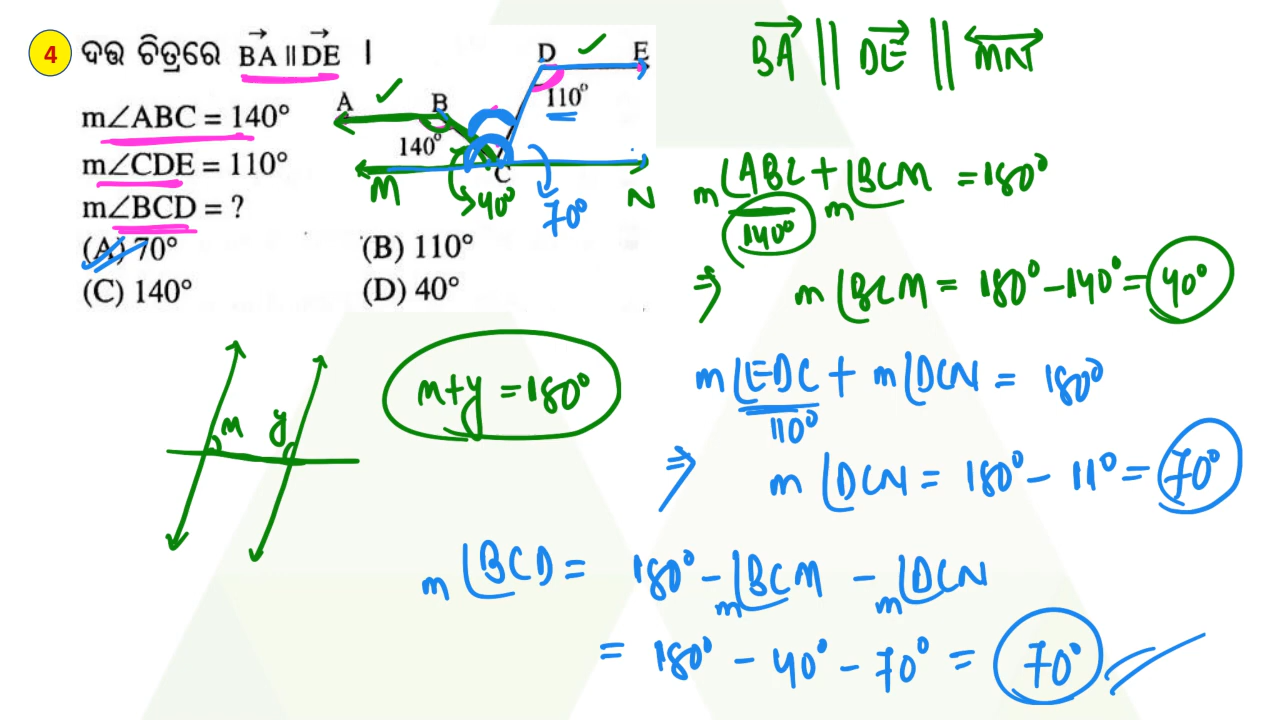 4 ଦତ୍ତ ଚିତ୍ରରେ BA || DE ।
m∠ABC = 140°
m∠CDE = 110°
m∠BCD = ?
(A) 70° (B) 110°
(C) 140° (D) 40°
D E
A B 110°
140°
C
M 40° 70° N
BA || DE || MN
m∠ABC + m∠BCM = 180°
140°
⇒ m∠BCM = 180° - 140° = 40°
m∠EDC + m∠DCN = 180°
110°
⇒ m∠DCN = 180° - 11° = 70°
x y
x+y = 180°
m∠BCD = 180° - m∠BCM - m∠DCN
= 180° - 40° - 70° = 70°